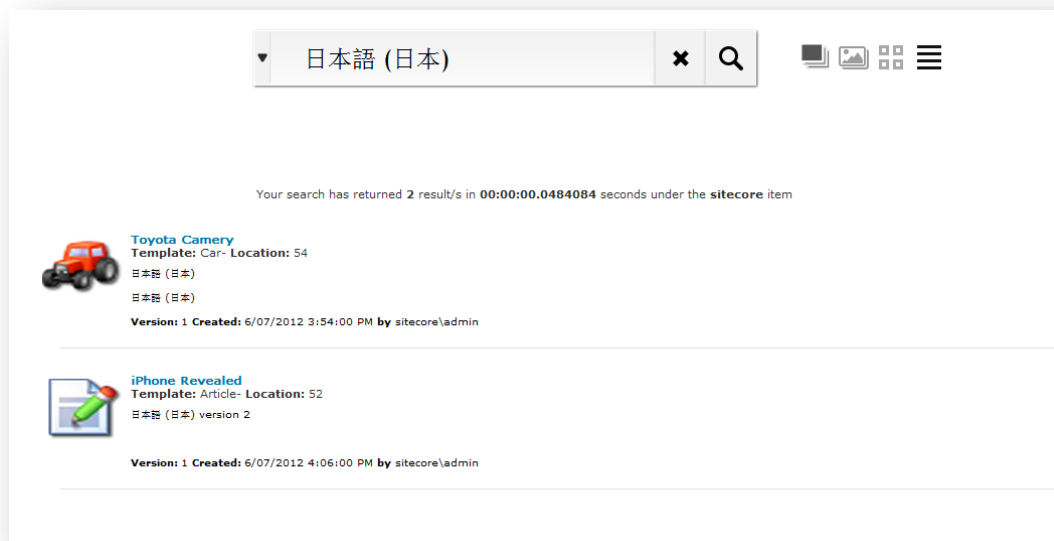 日本語 (日本)
Your search has returned 2 result/s in 00:00:00.0484084 seconds under the sitecore item
Toyota Camery
Template: Car- Location: 54
日本語 (日本)
日本語 (日本)
Version: 1 Created: 6/07/2012 3:54:00 PM by sitecore\admin
iPhone Revealed
Template: Article- Location: 52
日本語 (日本) version 2
Version: 1 Created: 6/07/2012 4:06:00 PM by sitecore\admin